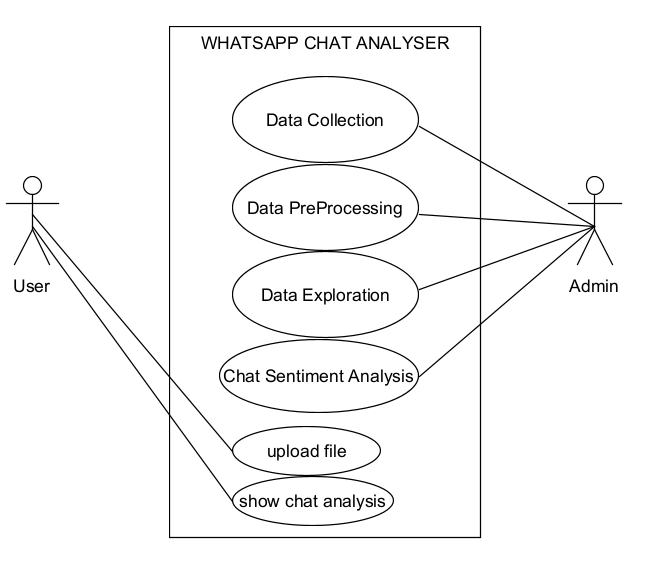 WHATSAPP CHAT ANALYSER
Data Collection
Data PreProcessing
Data Exploration
Chat Sentiment Analysis
upload file
show chat analysis
User
Admin